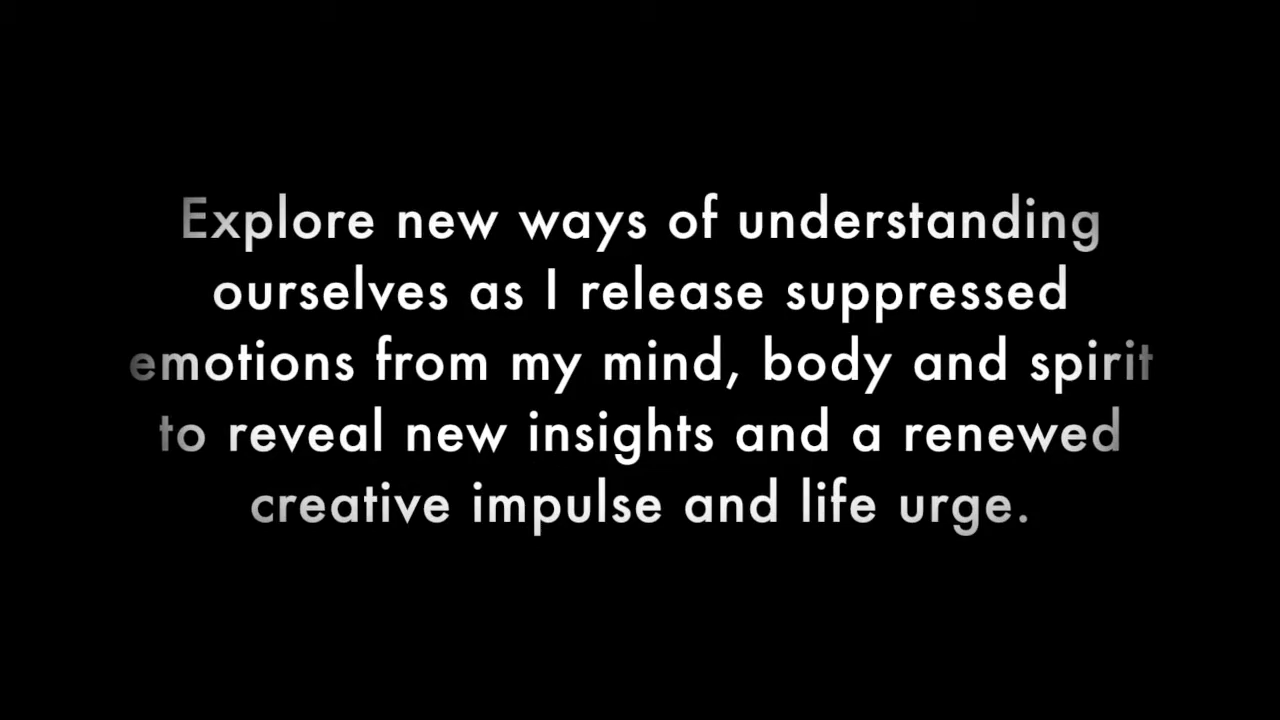 Explore new ways of understanding
ourselves as I release suppressed
emotions from my mind, body and spirit
to reveal new insights and a renewed
creative impulse and life urge.